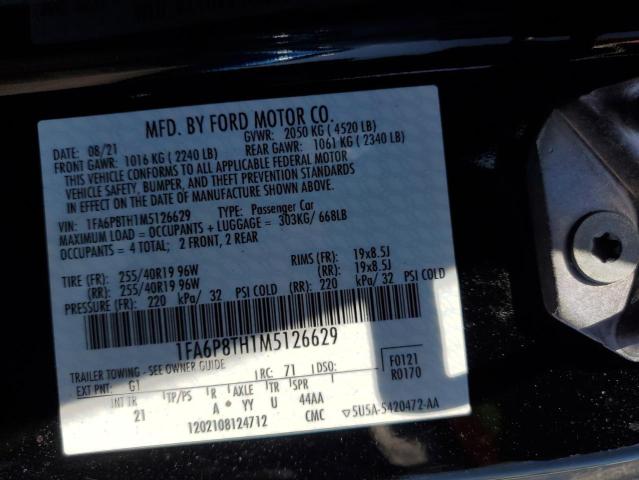 MFD. BY FORD MOTOR CO.
DATE: 08/21 GVWR: 2050 KG ( 4520 LB)
FRONT GAWR: 1016 KG ( 2240 LB) REAR GAWR: 1061 KG ( 2340 LB)
THIS VEHICLE CONFORMS TO ALL APPLICABLE FEDERAL MOTOR
VEHICLE SAFETY, BUMPER, AND THEFT PREVENTION STANDARDS
IN EFFECT ON THE DATE OF MANUFACTURE SHOWN ABOVE.
VIN: 1FA6P8TH1M5126629 TYPE: Passenger Car
MAXIMUM LOAD = OCCUPANTS + LUGGAGE = 303KG/ 668LB
OCCUPANTS = 4 TOTAL; 2 FRONT, 2 REAR
TIRE (FR): 255/40R19 96W RIMS (FR): 19x8.5J
(RR): 255/40R19 96W (RR): 19x8.5J
PRESSURE (FR): 220 kPa/ 32 PSI COLD (RR): 220 kPa/ 32 PSI COLD
1FA6P8TH1M5126629
TRAILER TOWING - SEE OWNER GUIDE
EXT PNT: G1 RC: 71 DSO: F0121
INT TR TP/PS R AXLE TR SPR R0170
21 A • YY U 44AA
1202108124712 CMC ▽5U5A-S420472-AA